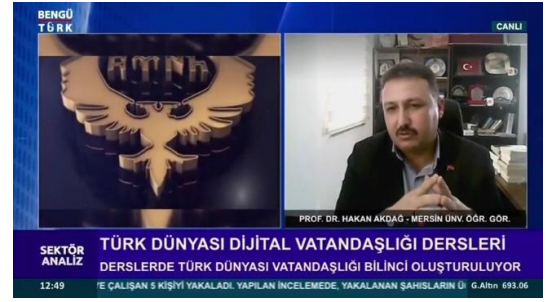 BENGÜ
TÜRK
CANLI
PROF. DR. HAKAN AKDAĞ - MERSİN ÜNV. ÖĞR. GÖR.
SEKTÖR
ANALİZ
TÜRK DÜNYASI DİJİTAL VATANDAŞLIĞI DERSLERİ
DERSLERDE TÜRK DÜNYASI VATANDAŞLIĞI BİLİNCİ OLUŞTURULUYOR
12:49
'E ÇALIŞAN 5 KİŞİYİ YAKALADI. YAPILAN İNCELEMEDE, YAKALANAN ŞAHISLARIN
G.Altın 693.06